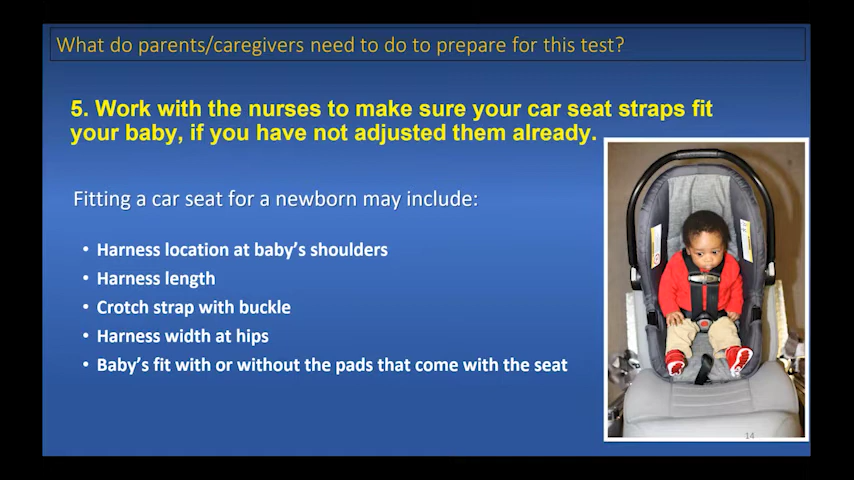 What do parents/caregivers need to do to prepare for this test?
5. Work with the nurses to make sure your car seat straps fit
your baby, if you have not adjusted them already.
Fitting a car seat for a newborn may include:
• Harness location at baby's shoulders
• Harness length
• Crotch strap with buckle
• Harness width at hips
• Baby's fit with or without the pads that come with the seat
14